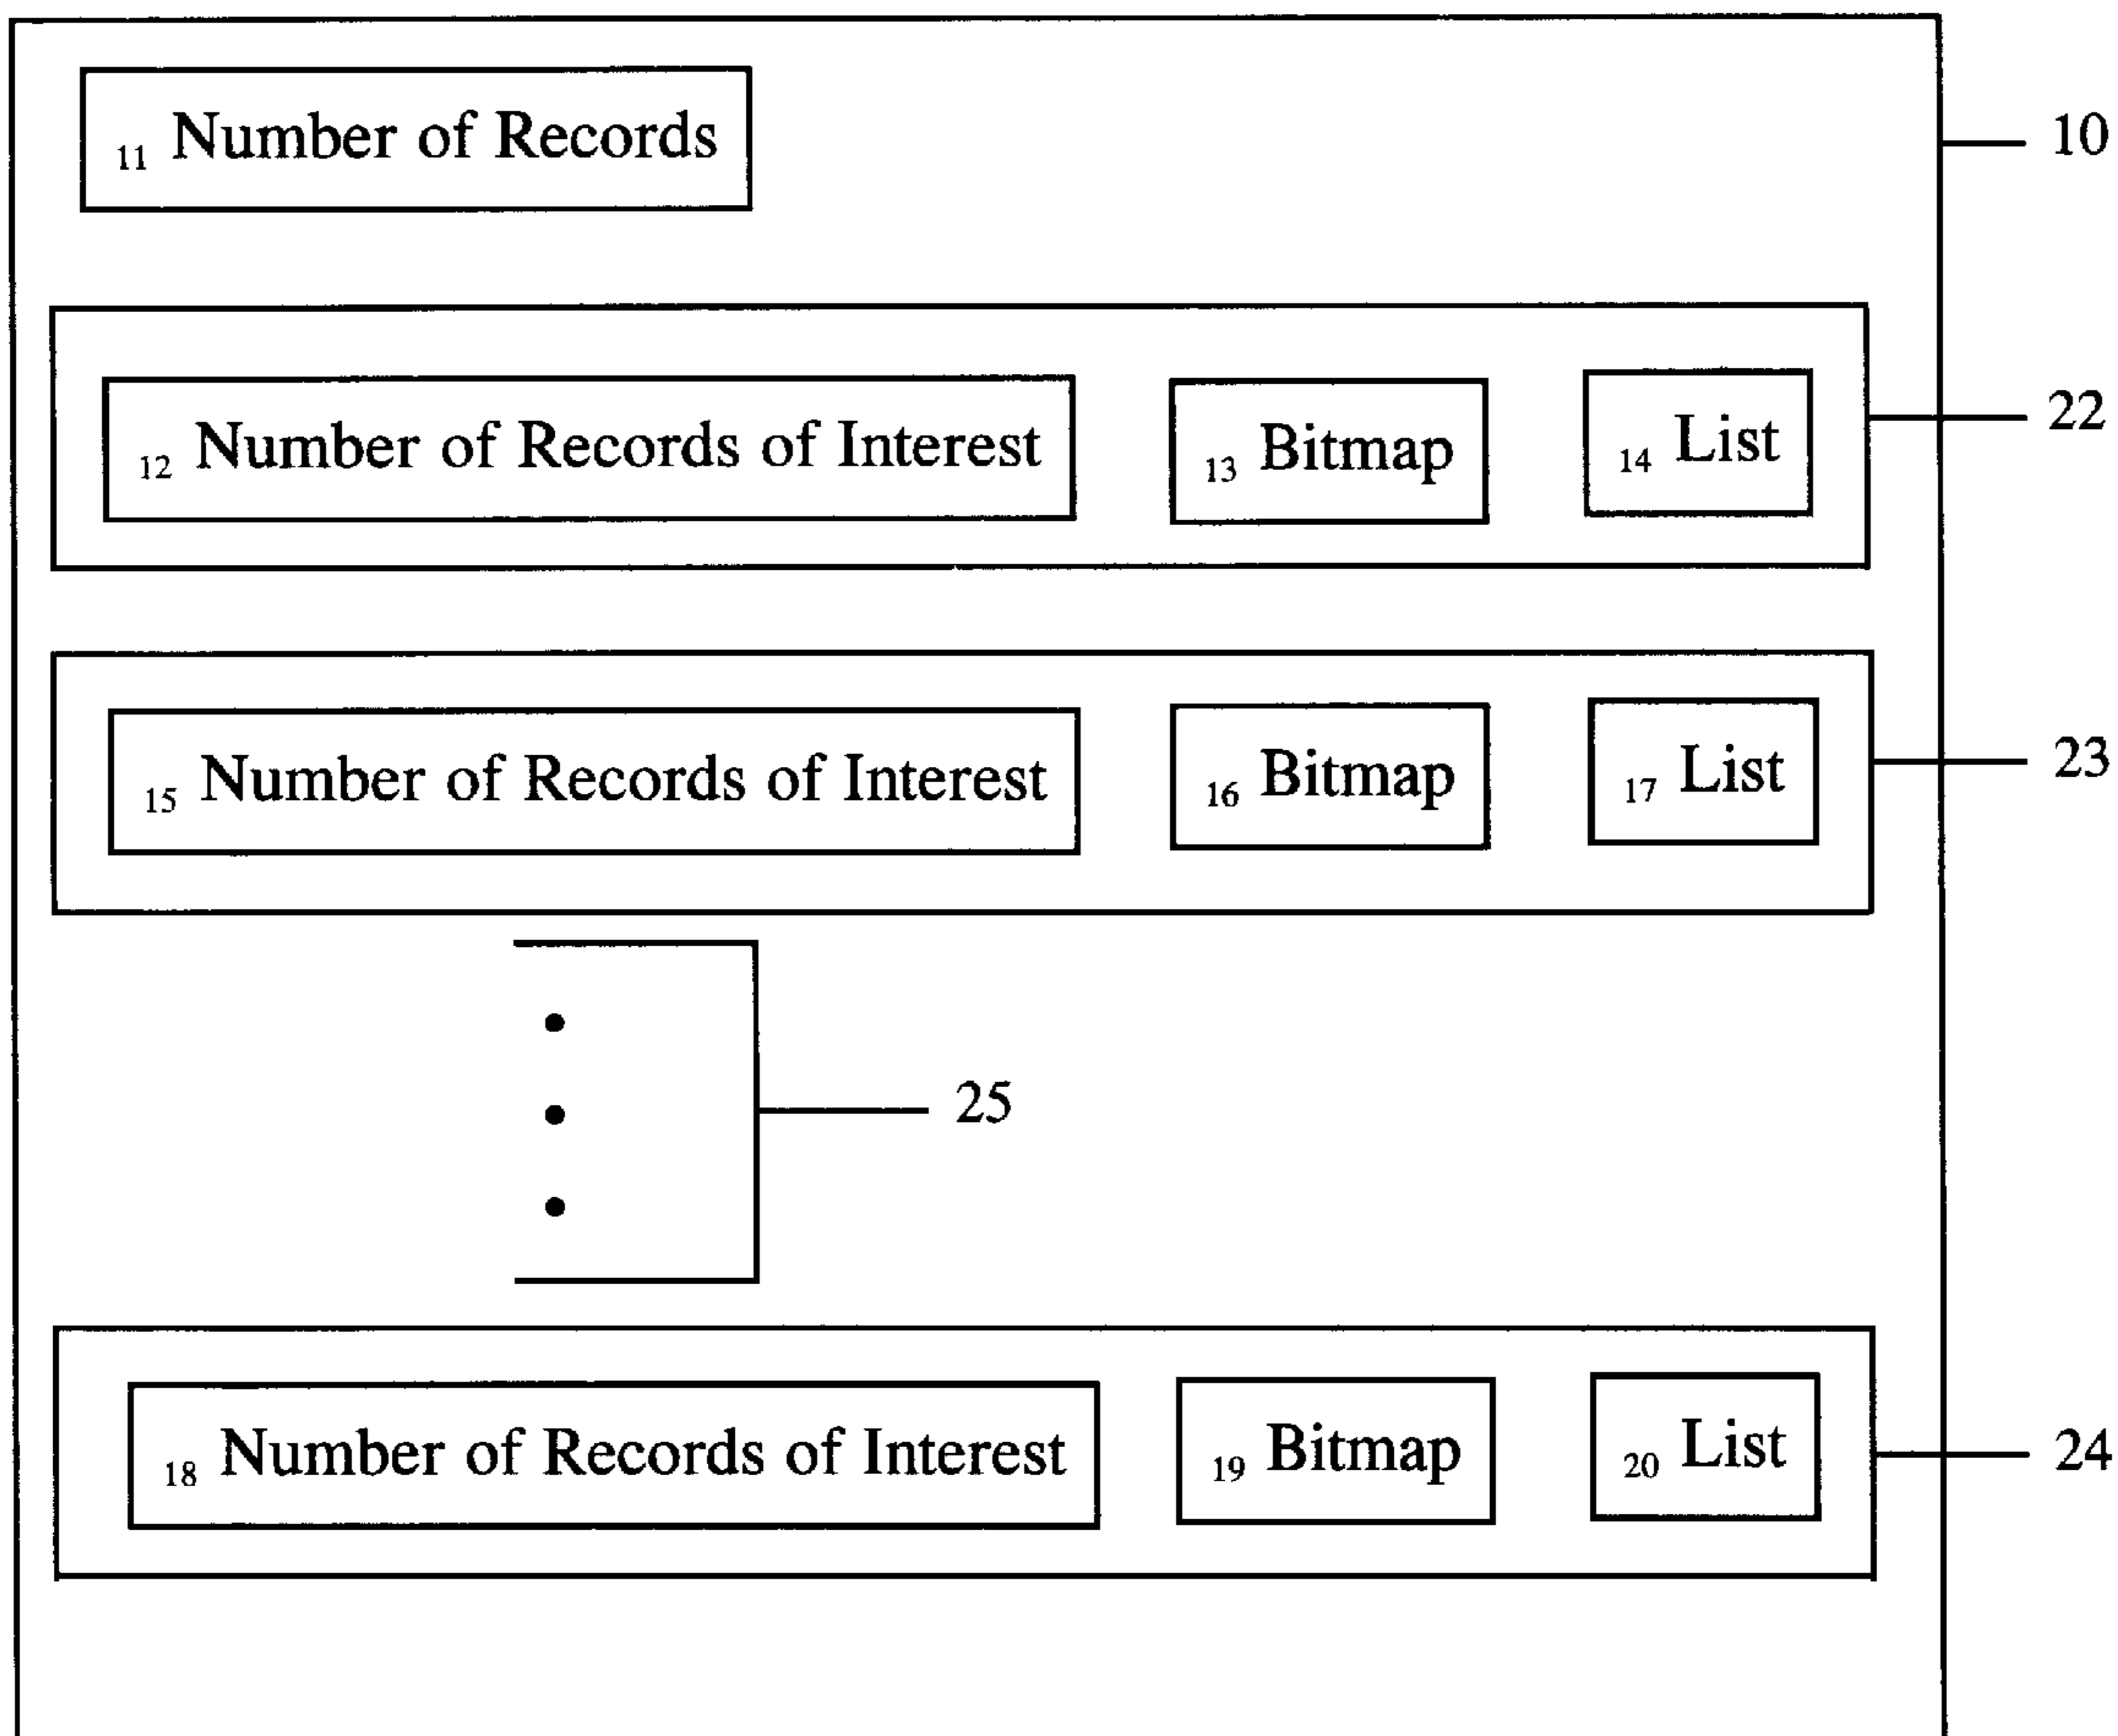 11 Number of Records
10
12 Number of Records of Interest 13 Bitmap 14 List
22
15 Number of Records of Interest 16 Bitmap 17 List
23
25
18 Number of Records of Interest 19 Bitmap 20 List
24